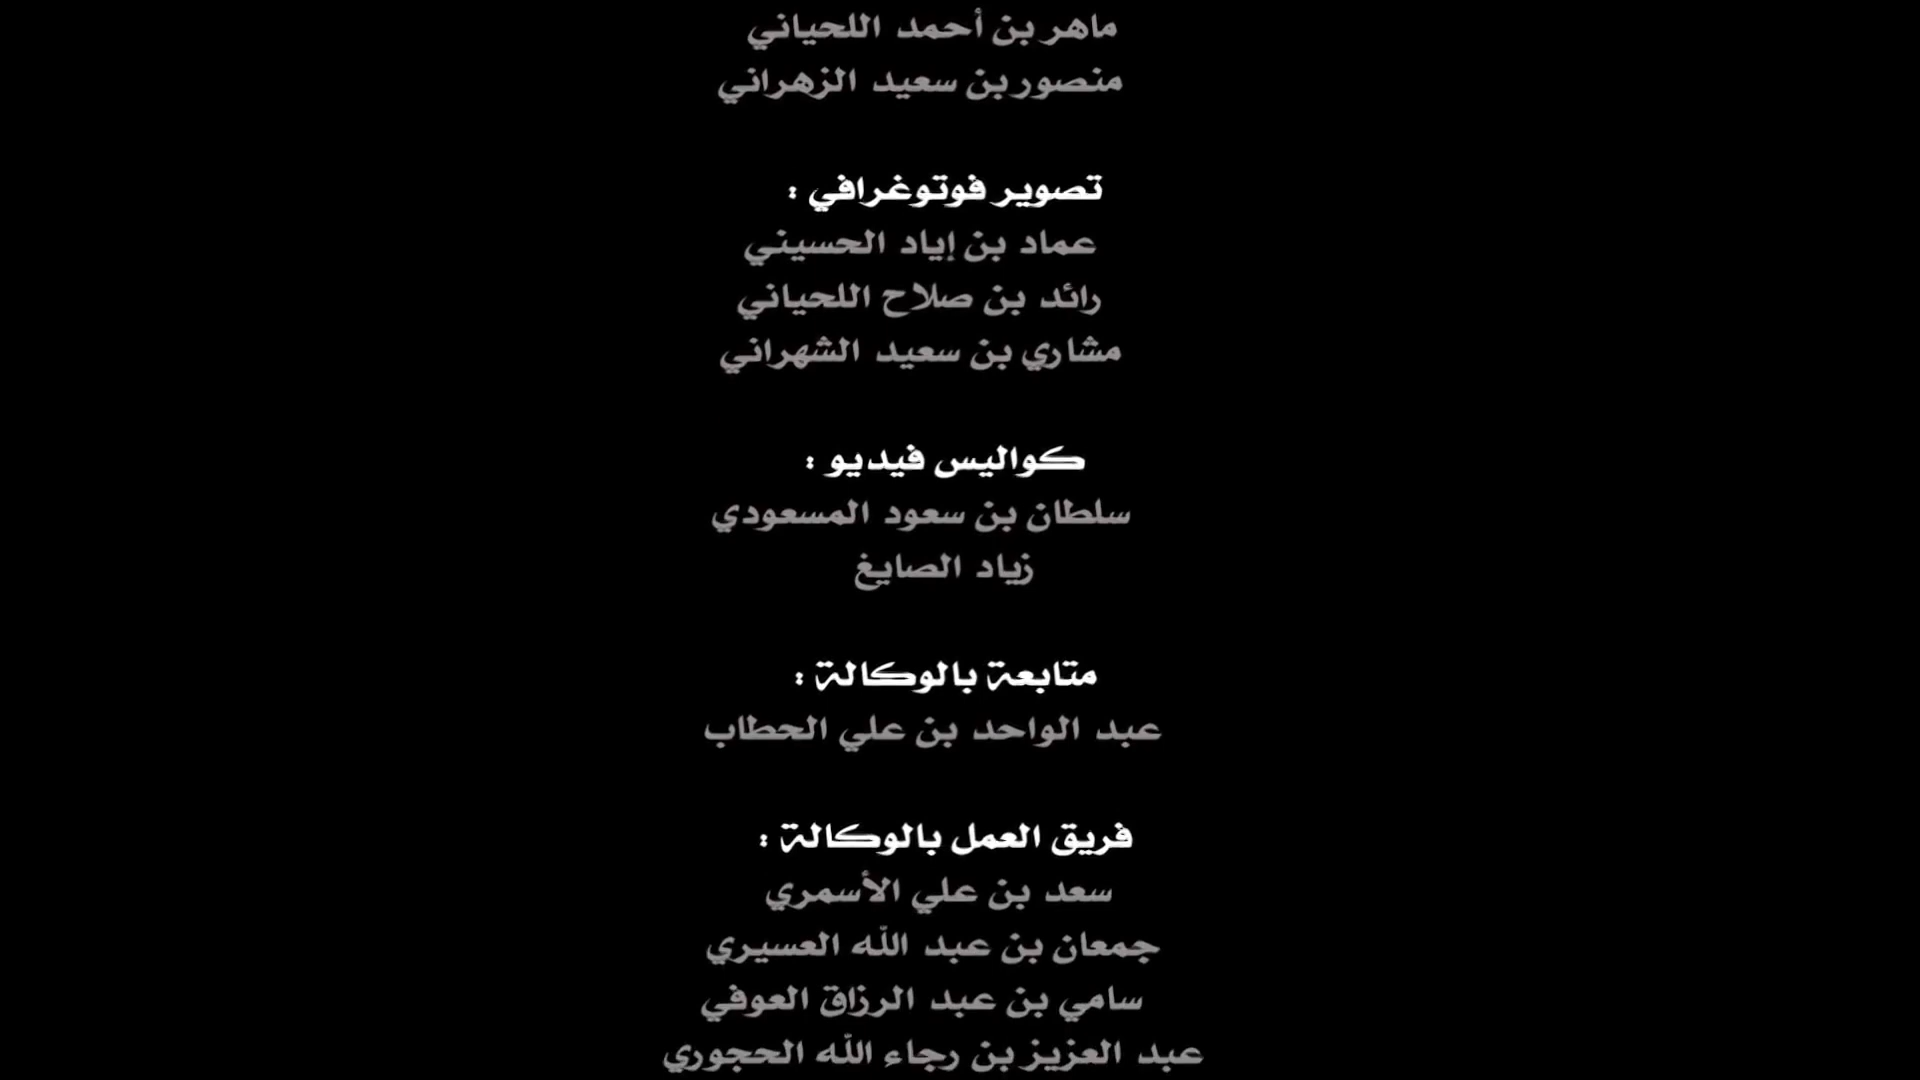 ماهر بن أحمد اللحياني
منصور بن سعيد الزهراني
تصوير فوتوغرافي :
عماد بن إياد الحسيني
رائد بن صلاح اللحياني
مشاري بن سعيد الشهراني
كواليس فيديو :
سلطان بن سعود المسعودي
زياد الصايغ
متابعة بالوكالة :
عبد الواحد بن علي الحطاب
فريق العمل بالوكالة :
سعد بن علي الأسمري
جمعان بن عبد الله العسيري
سامي بن عبد الرزاق العوفي
عبد العزيز بن رجاء الله الحجوري